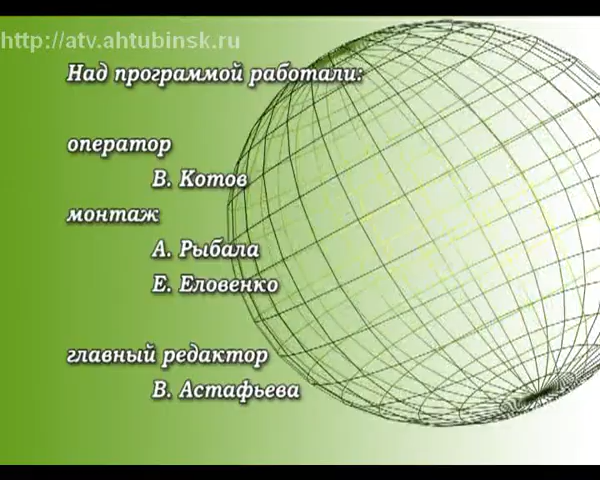 http://atv.ahtubinsk.ru
Над программой работали:
оператор
В. Котов
монтаж
А. Рыбала
Е. Еловенко
главный редактор
В. Астафьева